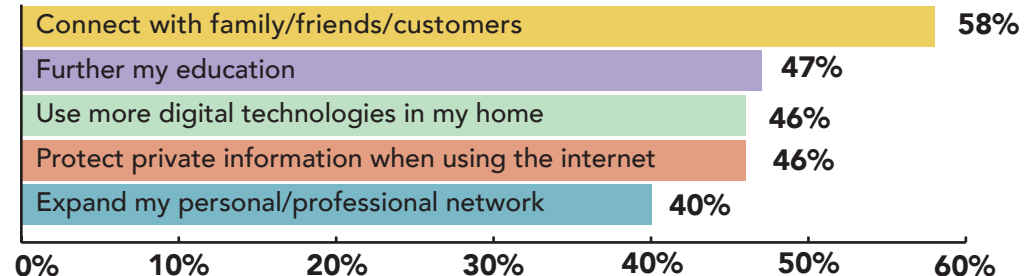 Connect with family/friends/customers 58%
Further my education 47%
Use more digital technologies in my home 46%
Protect private information when using the internet 46%
Expand my personal/professional network 40%
0% 10% 20% 30% 40% 50% 60%